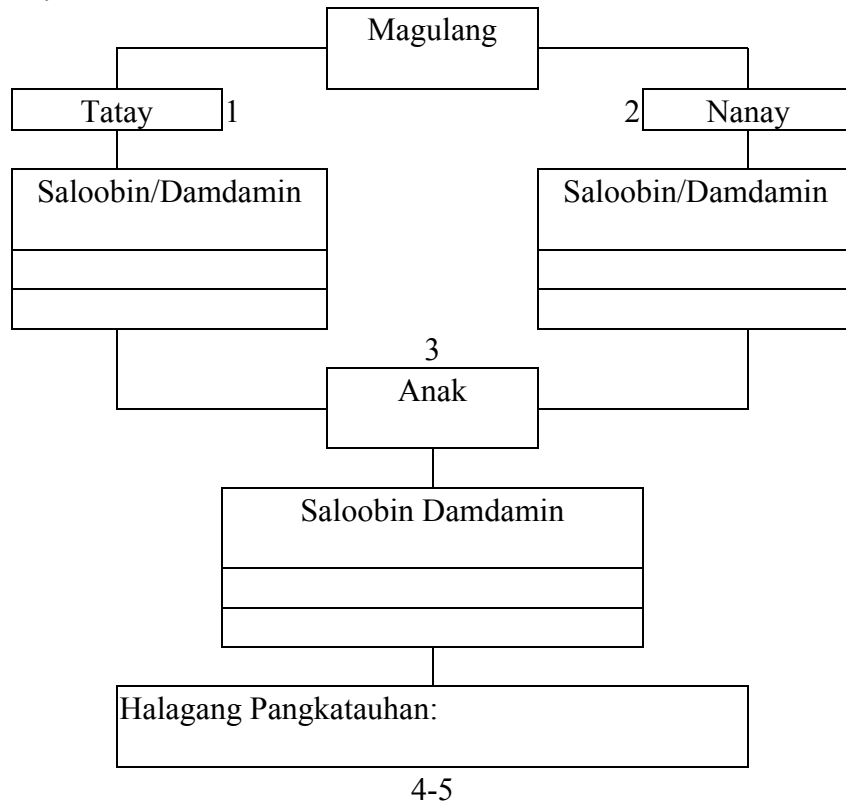 Magulang
Tatay 1
2 Nanay
Saloobin/Damdamin
Saloobin/Damdamin
3
Anak
Saloobin Damdamin
Halagang Pangkatauhan:
4-5